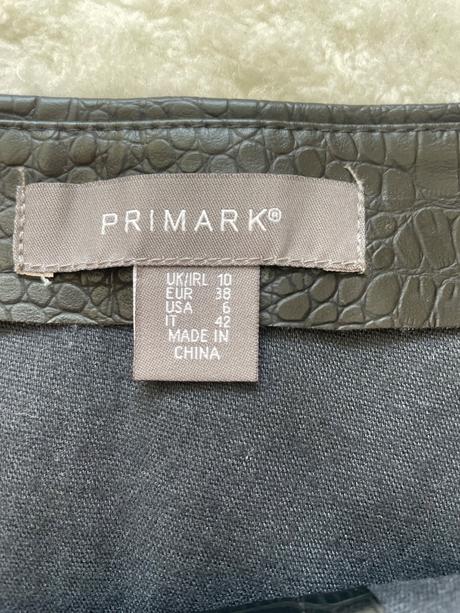 PRIMARK®
UK/IRL 10
EUR 38
USA 6
IT 42
MADE IN
CHINA